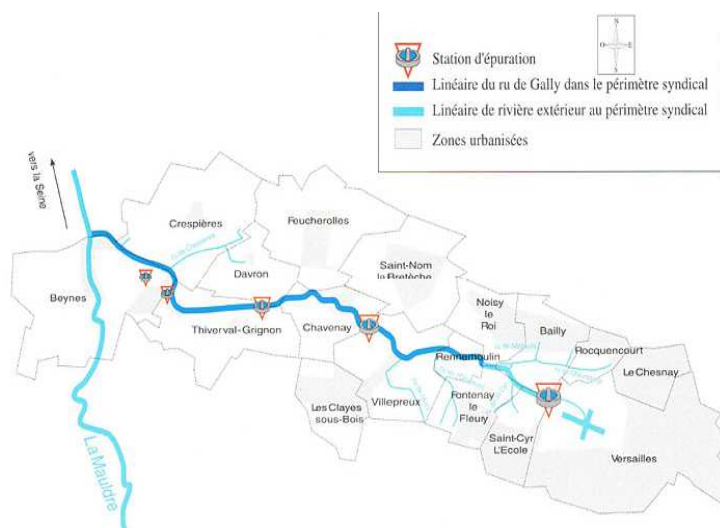 N
O E
S
Station d'épuration
Linéaire du ru de Gally dans le périmètre syndical
Linéaire de rivière extérieur au périmètre syndical
Zones urbanisées
vers la Seine
Crespières
Feucherolles
Davron
Saint-Nom
la Bretèche
Beynes
Noisy
le Roi
Bailly
Thiverval-Grignon
Chavenay
Rennemoulin
Rocquencourt
Le Chesnay
Les Clayes
sous-Bois
Villepreux
Fontenay
le
Fleury
Saint-Cyr
L'Ecole
Versailles
La Mauldre